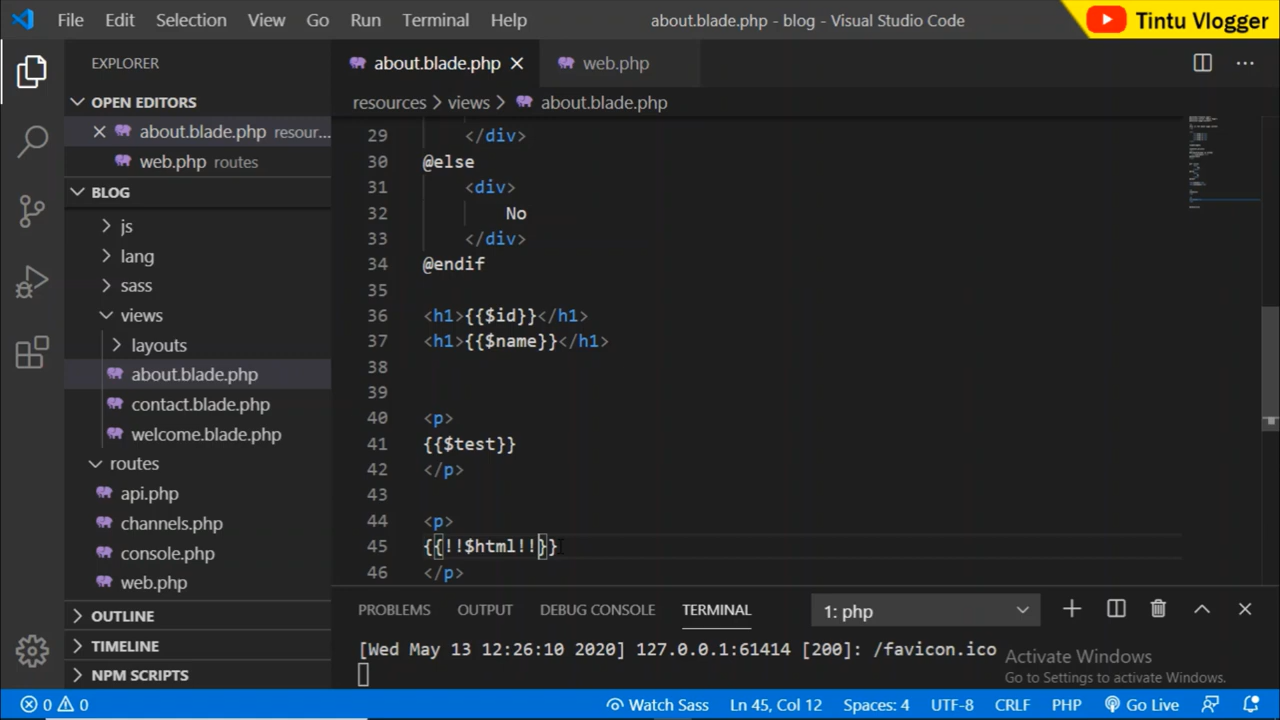 File Edit Selection View Go Run Terminal Help about.blade.php - blog - Visual Studio Code
Tintu Vlogger
EXPLORER
OPEN EDITORS
about.blade.php resour...
web.php routes
BLOG
js
lang
sass
views
layouts
about.blade.php
contact.blade.php
welcome.blade.php
routes
api.php
channels.php
console.php
web.php
OUTLINE
TIMELINE
NPM SCRIPTS
about.blade.php web.php
resources > views > about.blade.php
29 </div>
30 @else
31 <div>
32 No
33 </div>
34 @endif
35
36 <h1>{{$id}}</h1>
37 <h1>{{$name}}</h1>
38
39
40 <p>
41 {{$test}}
42 </p>
43
44 <p>
45 {{!!$html!!}}
46 </p>
PROBLEMS OUTPUT DEBUG CONSOLE TERMINAL 1: php
[Wed May 13 12:26:10 2020] 127.0.0.1:61414 [200]: /favicon.ico
Activate Windows
Go to Settings to activate Windows.
0 0 Watch Sass Ln 45, Col 12 Spaces: 4 UTF-8 CRLF PHP Go Live